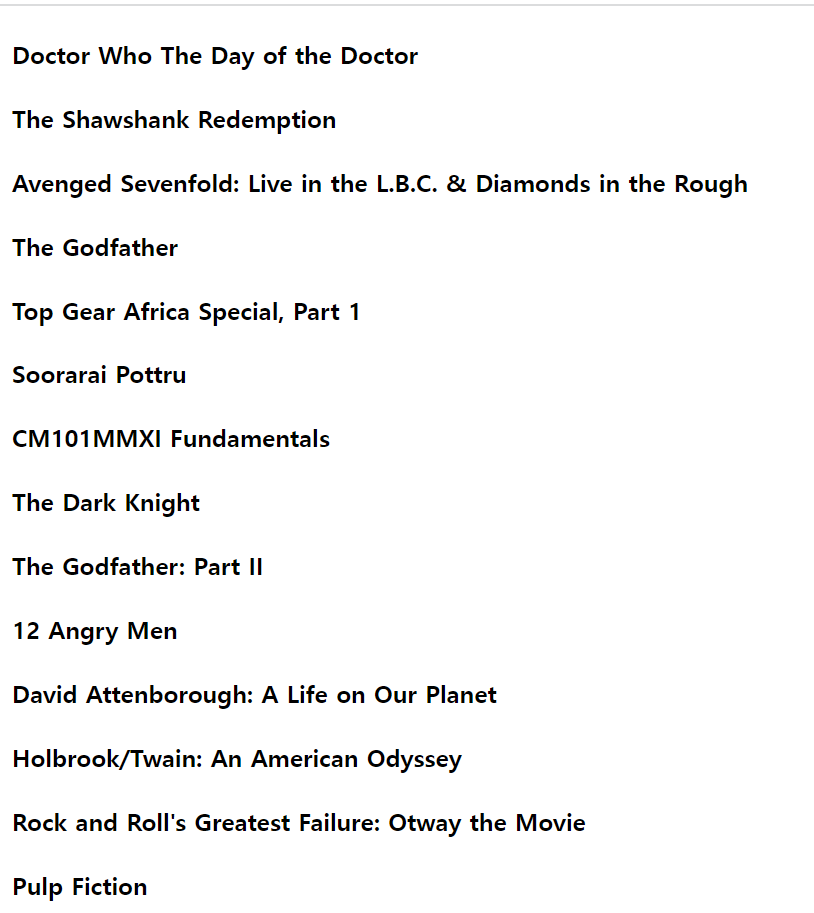 Doctor Who The Day of the Doctor
The Shawshank Redemption
Avenged Sevenfold: Live in the L.B.C. & Diamonds in the Rough
The Godfather
Top Gear Africa Special, Part 1
Soorarai Pottru
CM101MMXI Fundamentals
The Dark Knight
The Godfather: Part II
12 Angry Men
David Attenborough: A Life on Our Planet
Holbrook/Twain: An American Odyssey
Rock and Roll's Greatest Failure: Otway the Movie
Pulp Fiction